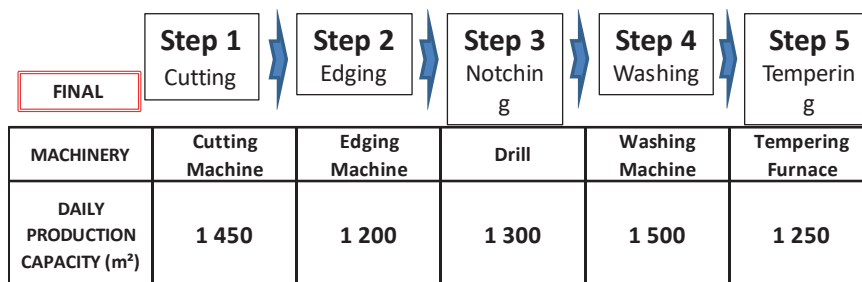 Step 1
Cutting
Step 2
Edging
Step 3
Notchin
g
Step 4
Washing
Step 5
Temperin
g
FINAL
MACHINERY
Cutting
Machine
Edging
Machine
Drill
Washing
Machine
Tempering
Furnace
DAILY
PRODUCTION
CAPACITY (m²)
1 450
1 200
1 300
1 500
1 250